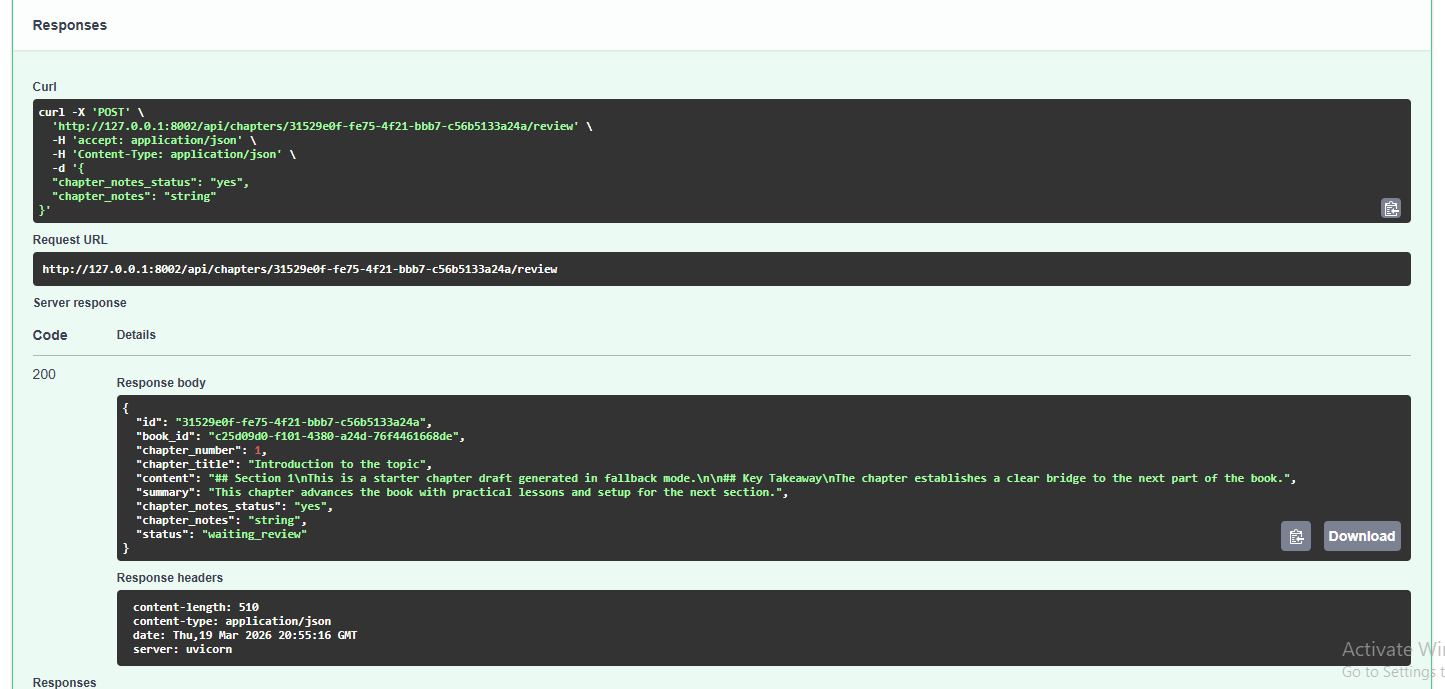 Responses
Curl
curl -X 'POST' \
  'http://127.0.0.1:8002/api/chapters/31529e0f-fe75-4f21-bbb7-c56b5133a24a/review' \
  -H 'accept: application/json' \
  -H 'Content-Type: application/json' \
  -d '{
  "chapter_notes_status": "yes",
  "chapter_notes": "string"
}'
Request URL
http://127.0.0.1:8002/api/chapters/31529e0f-fe75-4f21-bbb7-c56b5133a24a/review
Server response
Code Details
200
Response body
{
  "id": "31529e0f-fe75-4f21-bbb7-c56b5133a24a",
  "book_id": "c25d09d0-f101-4380-a24d-76f4461668de",
  "chapter_number": 1,
  "chapter_title": "Introduction to the topic",
  "content": "## Section 1\nThis is a starter chapter draft generated in fallback mode.\n\n## Key Takeaway\nThe chapter establishes a clear bridge to the next part of the book.",
  "summary": "This chapter advances the book with practical lessons and setup for the next section.",
  "chapter_notes_status": "yes",
  "chapter_notes": "string",
  "status": "waiting_review"
}
Download
Response headers
content-length: 510
content-type: application/json
date: Thu,19 Mar 2026 20:55:16 GMT
server: uvicorn
Activate Wi
Go to Settings t
Responses